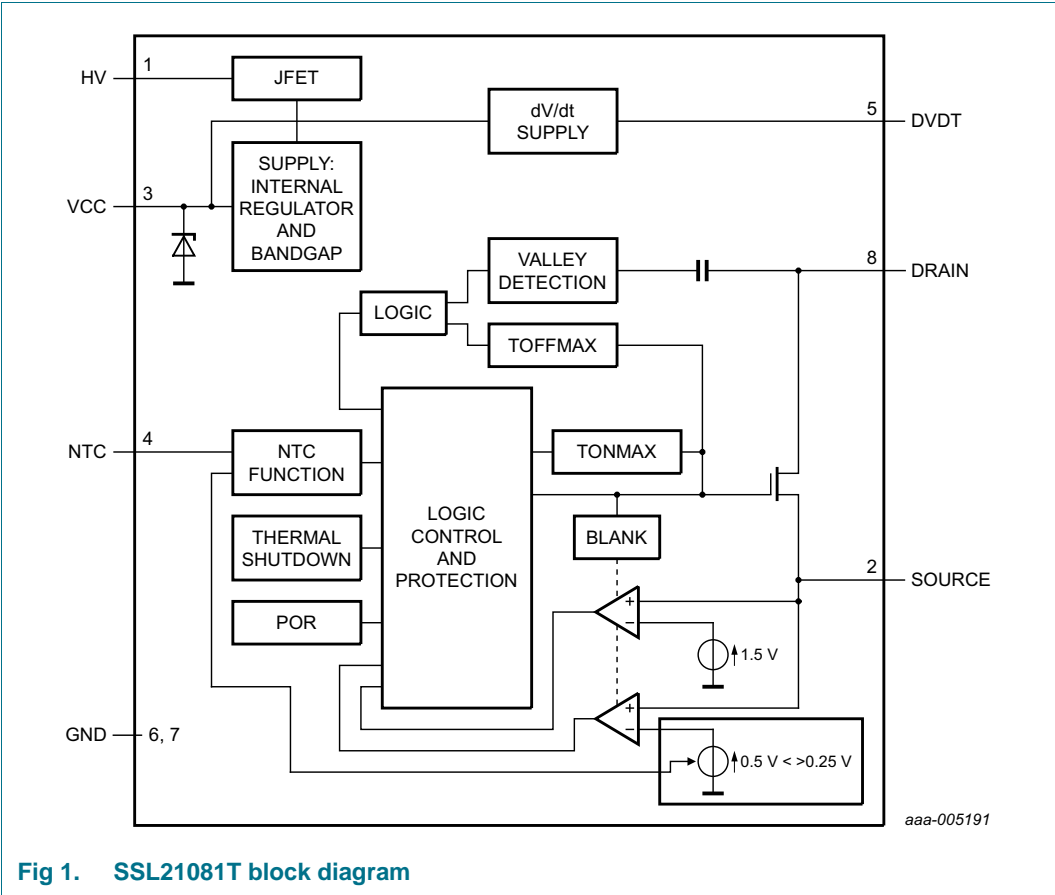 HV
1
JFET
dV/dt
SUPPLY
5
DVDT
VCC
3
SUPPLY:
INTERNAL
REGULATOR
AND
BANDGAP
VALLEY
DETECTION
8
DRAIN
LOGIC
TOFFMAX
NTC
4
NTC
FUNCTION
TONMAX
LOGIC
CONTROL
AND
PROTECTION
THERMAL
SHUTDOWN
BLANK
2
SOURCE
POR
+
−
1.5 V
+
−
0.5 V < >0.25 V
GND
6, 7
aaa-005191
Fig 1. SSL21081T block diagram